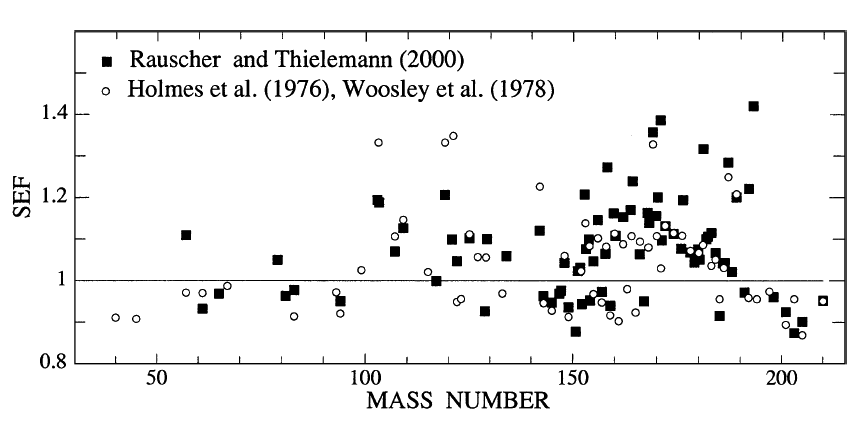 Rauscher and Thielemann (2000)
Holmes et al. (1976), Woosley et al. (1978)
1.4
1.2
1
0.8
SEF
50
100
150
200
MASS NUMBER